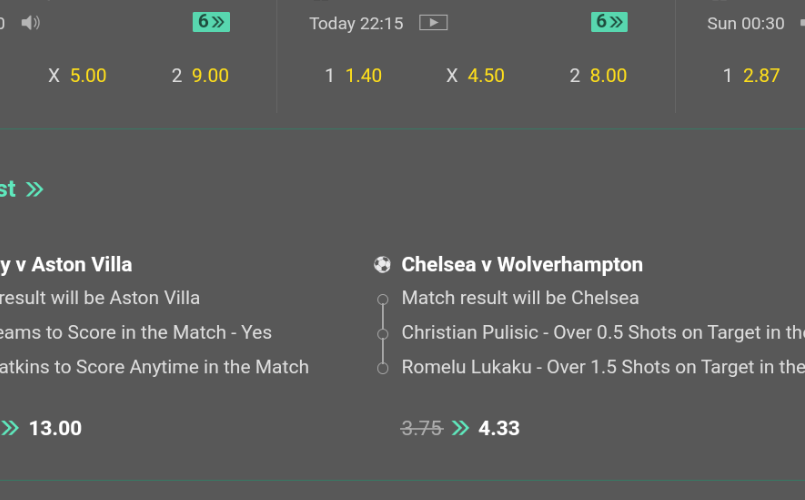 0 6 Today 22:15 6 Sun 00:30
X 5.00 2 9.00 1 1.40 X 4.50 2 8.00 1 2.87
st
y v Aston Villa
result will be Aston Villa
eams to Score in the Match - Yes
atkins to Score Anytime in the Match
13.00
Chelsea v Wolverhampton
Match result will be Chelsea
Christian Pulisic - Over 0.5 Shots on Target in the
Romelu Lukaku - Over 1.5 Shots on Target in the
3.75 4.33